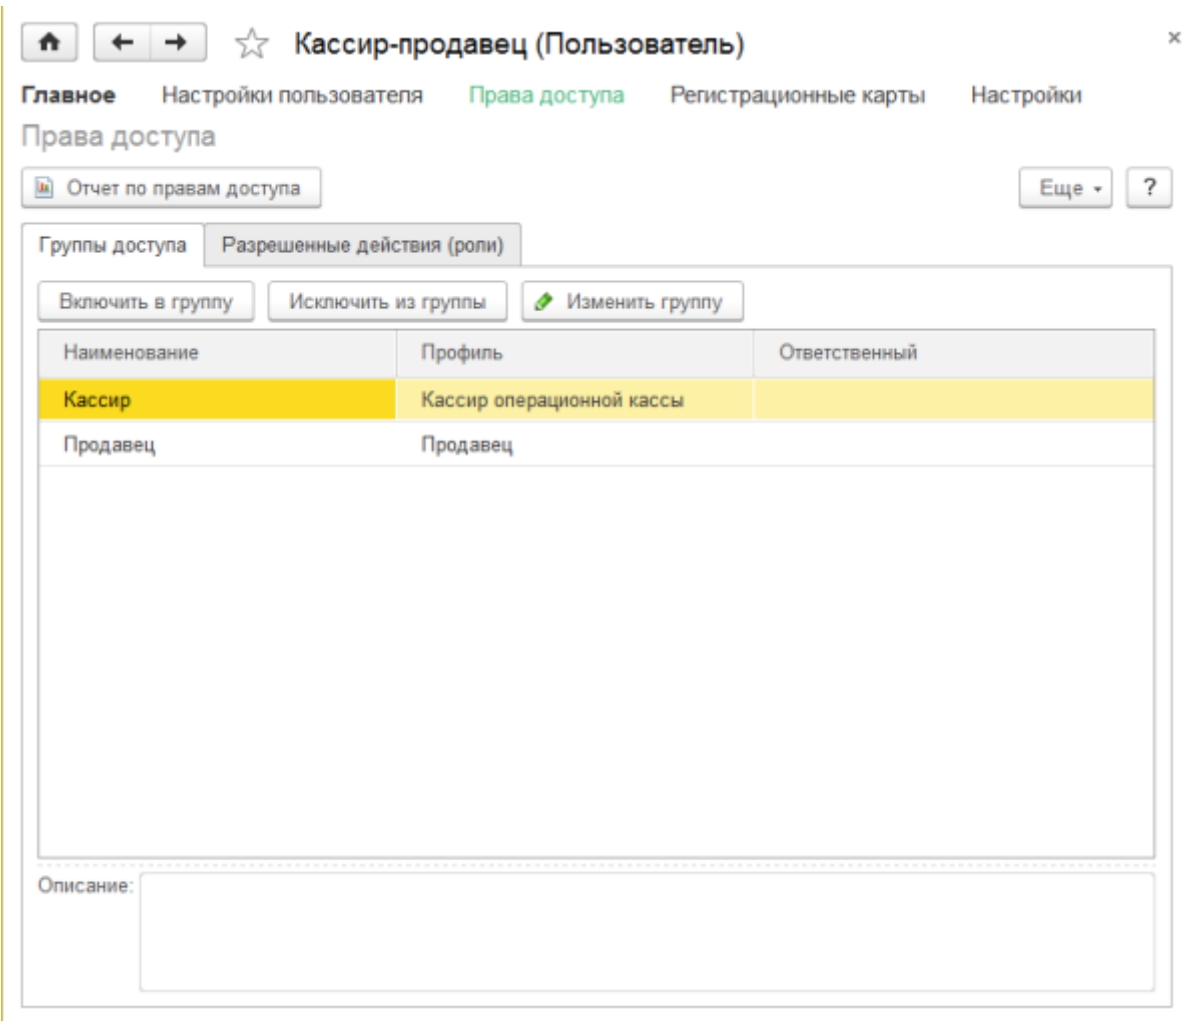 Кассир-продавец (Пользователь)
Главное Настройки пользователя Права доступа Регистрационные карты Настройки
Права доступа
Отчет по правам доступа Еще ?
Группы доступа Разрешенные действия (роли)
Включить в группу Исключить из группы Изменить группу
Наименование Профиль Ответственный
Кассир Кассир операционной кассы
Продавец Продавец
Описание: